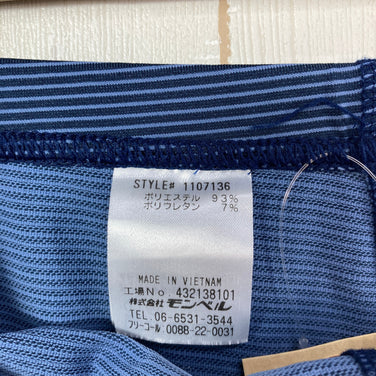 STYLE# 1107136
ポリエステル 93%
ポリウレタン 7%
MADE IN VIETNAM
工場No 432138101
株式会社 モンベル
TEL. 06-6531-3544
フリーコール 0088-22-0031